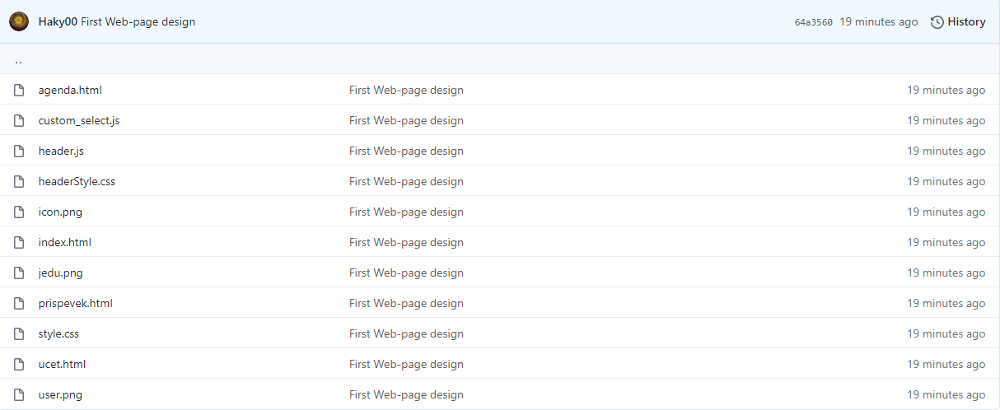 Haky00 First Web-page design 64a3560 19 minutes ago History
..
agenda.html First Web-page design 19 minutes ago
custom_select.js First Web-page design 19 minutes ago
header.js First Web-page design 19 minutes ago
headerStyle.css First Web-page design 19 minutes ago
icon.png First Web-page design 19 minutes ago
index.html First Web-page design 19 minutes ago
jedu.png First Web-page design 19 minutes ago
prispevek.html First Web-page design 19 minutes ago
style.css First Web-page design 19 minutes ago
ucet.html First Web-page design 19 minutes ago
user.png First Web-page design 19 minutes ago